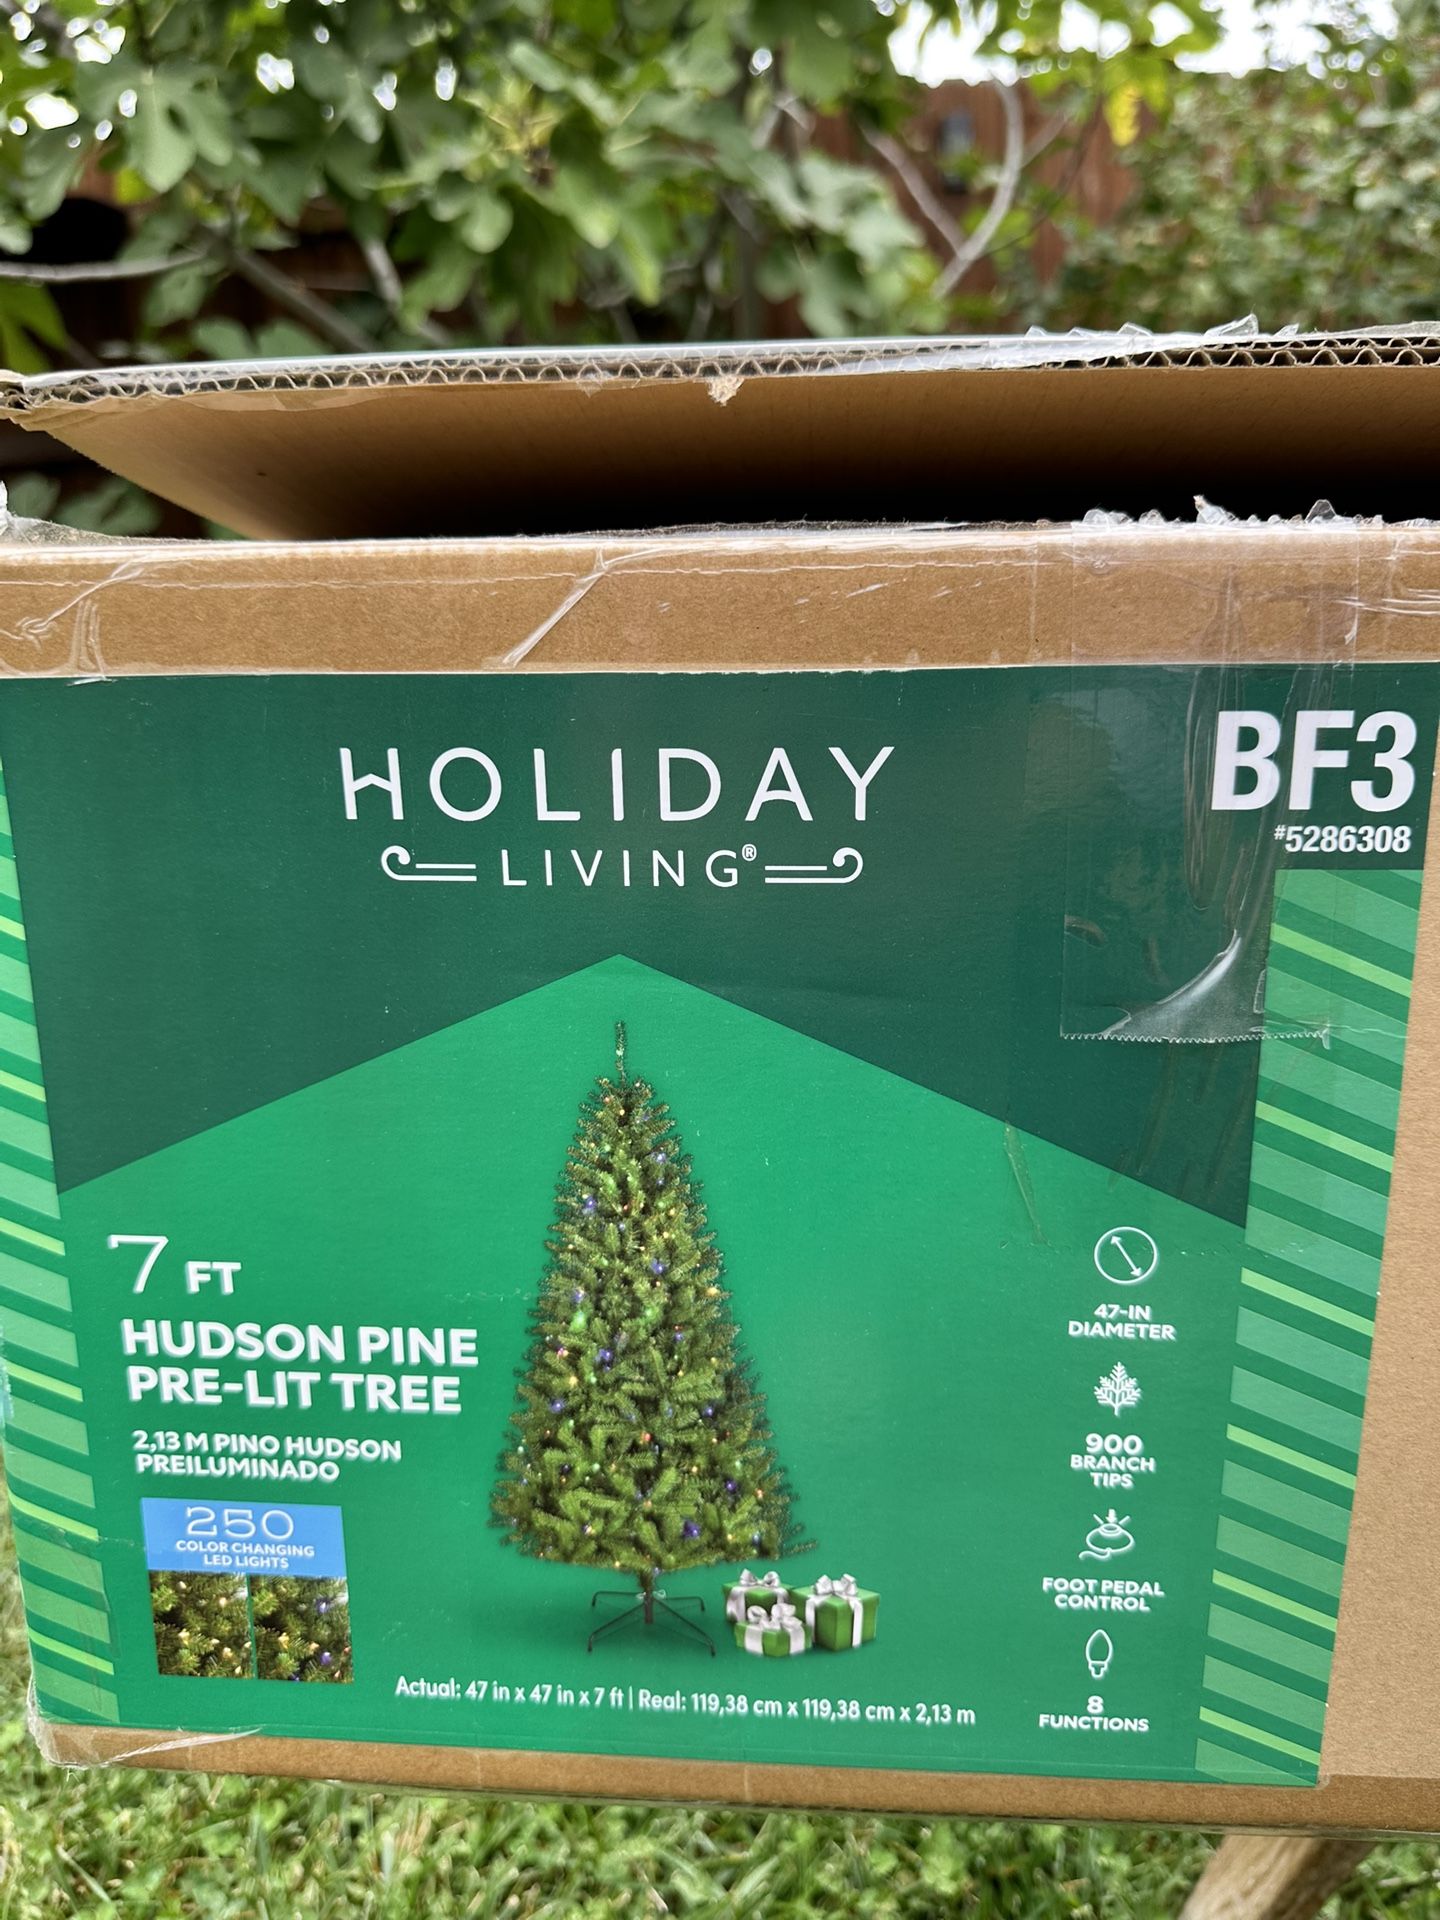 HOLIDAY
LIVING®
BF3
#5286308
7 FT
HUDSON PINE
PRE-LIT TREE
2,13 M PINO HUDSON
PREILUMINADO
250
COLOR CHANGING
LED LIGHTS
47-IN
DIAMETER
900
BRANCH
TIPS
FOOT PEDAL
CONTROL
8
FUNCTIONS
Actual: 47 in x 47 in x 7 ft | Real: 119,38 cm x 119,38 cm x 2,13 m